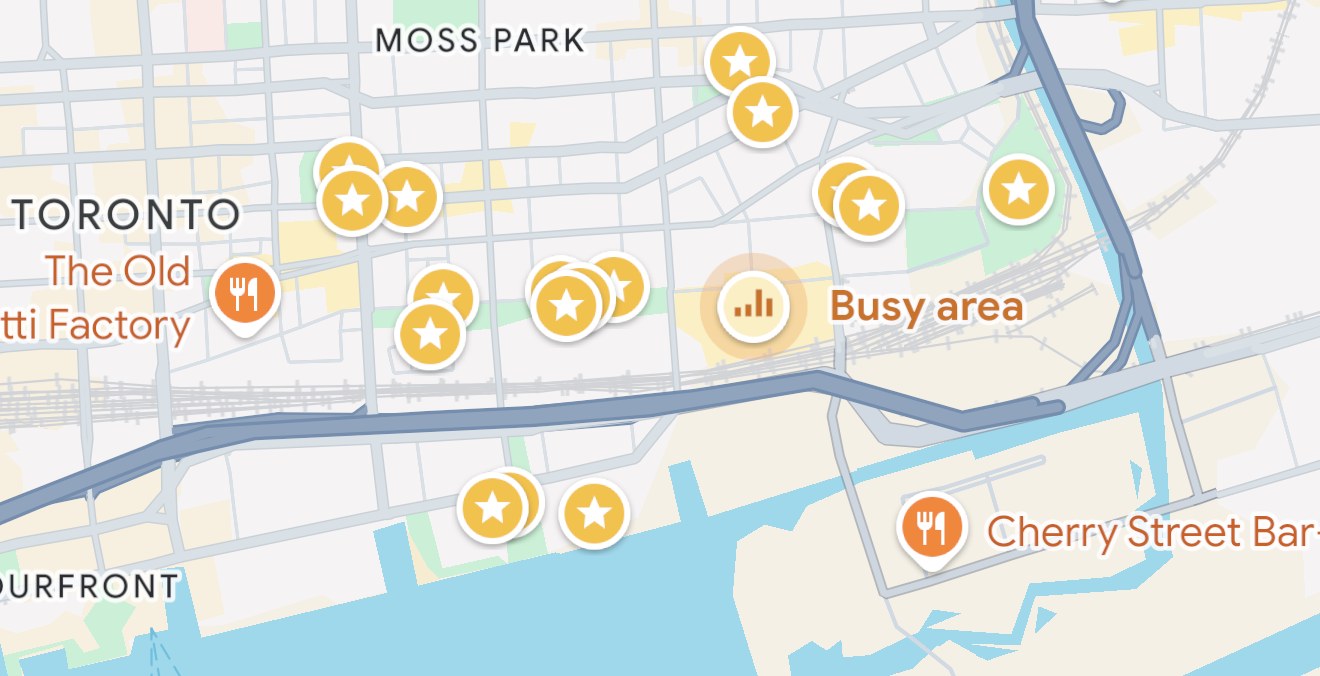 MOSS PARK
TORONTO
The Old
tti Factory
Busy area
Cherry Street Bar-
OURFRONT